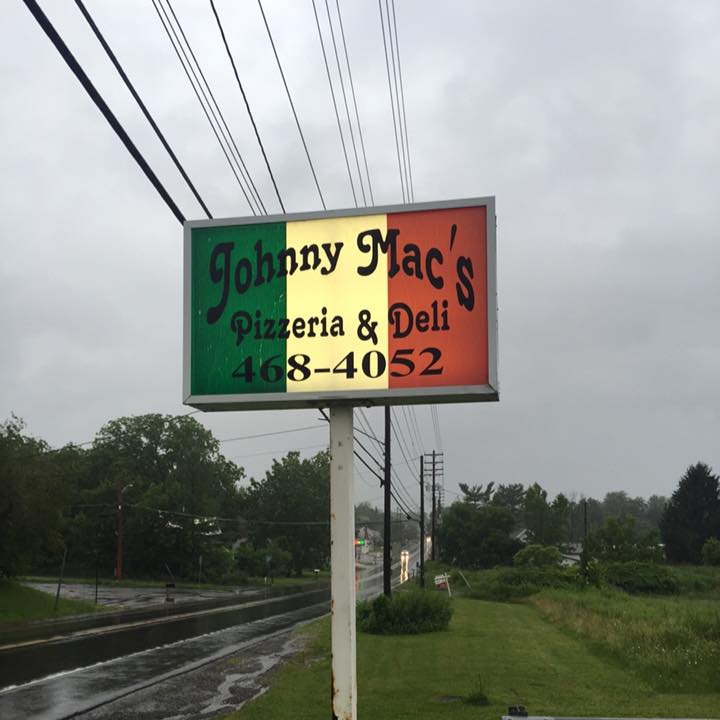 Johnny Mac's
Pizzeria & Deli
468-4052